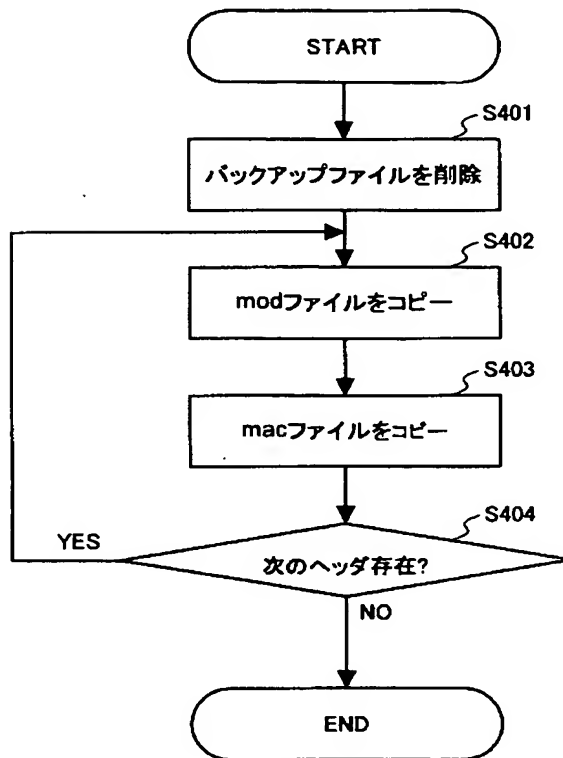 START
S401
バックアップファイルを削除
S402
modファイルをコピー
S403
macファイルをコピー
S404
YES
次のヘッダ存在?
NO
END